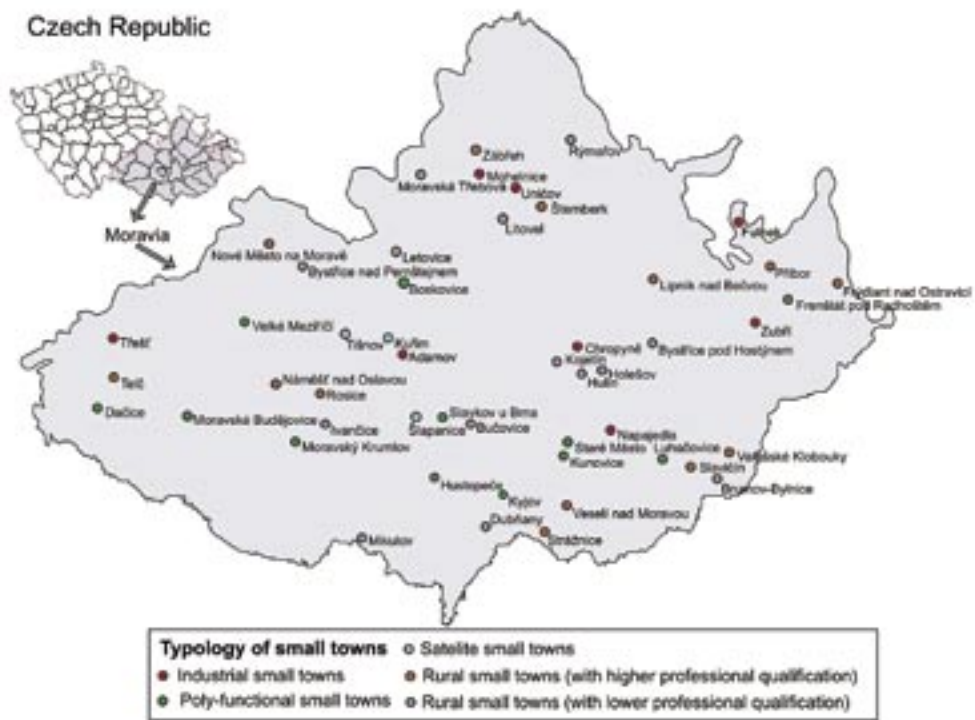 Czech Republic
Moravia
Zábřeh
Rýmařov
Mohelnice
Moravská Třebová
Uničov
Šternberk
Litovel
Fulnek
Nové Město na Moravě
Letovice
Bystřice nad Pernštejnem
Boskovice
Lipník nad Bečvou
Příbor
Frýdlant nad Ostravicí
Frenštát pod Radhoštěm
Velké Meziříčí
Zubří
Třešť
Tišnov
Kuřim
Adamov
Chropyně
Bystřice pod Hostýnem
Kojetín
Holešov
Hulín
Telč
Náměšť nad Oslavou
Rosice
Dačice
Moravské Budějovice
Ivančice
Slavkov u Brna
Šlapanice
Bučovice
Moravský Krumlov
Napajedla
Staré Město
Luhačovice
Valašské Klobouky
Kunovice
Slavičín
Brumov-Bylnice
Hustopeče
Kyjov
Veselí nad Moravou
Dubňany
Strážnice
Mikulov
Typology of small towns
Satelite small towns
Industrial small towns
Rural small towns (with higher professional qualification)
Poly-functional small towns
Rural small towns (with lower professional qualification)